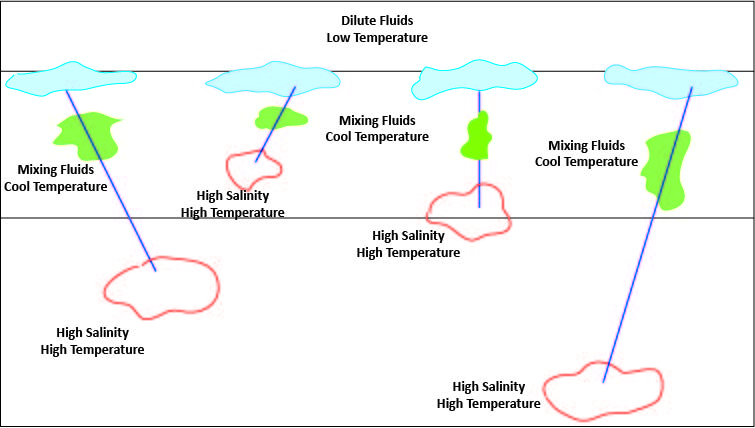 Dilute Fluids
Low Temperature
Mixing Fluids
Cool Temperature
Mixing Fluids
Cool Temperature
Mixing Fluids
Cool Temperature
High Salinity
High Temperature
High Salinity
High Temperature
High Salinity
High Temperature
High Salinity
High Temperature